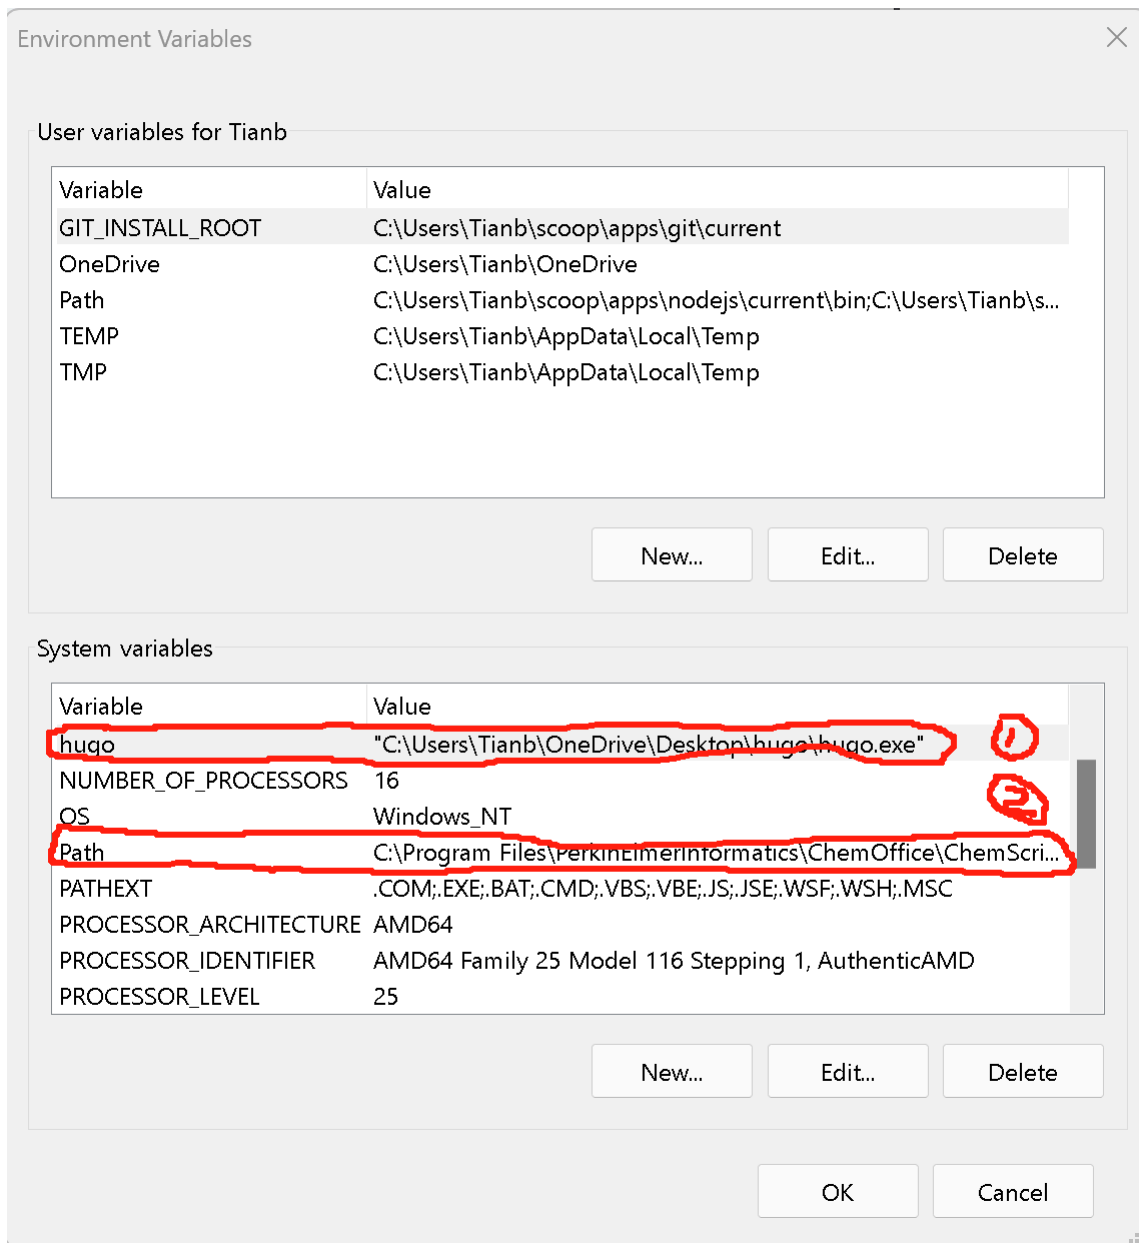 Environment Variables
User variables for Tianb
Variable Value
GIT_INSTALL_ROOT C:\Users\Tianb\scoop\apps\git\current
OneDrive C:\Users\Tianb\OneDrive
Path C:\Users\Tianb\scoop\apps\nodejs\current\bin;C:\Users\Tianb\s...
TEMP C:\Users\Tianb\AppData\Local\Temp
TMP C:\Users\Tianb\AppData\Local\Temp
New... Edit... Delete
System variables
Variable Value
hugo "C:\Users\Tianb\OneDrive\Desktop\hugo\hugo.exe" 1
NUMBER_OF_PROCESSORS 16 2
OS Windows_NT
Path C:\Program Files\PerkinElmerInformatics\ChemOffice\ChemScri...
PATHEXT .COM;.EXE;.BAT;.CMD;.VBS;.VBE;.JS;.JSE;.WSF;.WSH;.MSC
PROCESSOR_ARCHITECTURE AMD64
PROCESSOR_IDENTIFIER AMD64 Family 25 Model 116 Stepping 1, AuthenticAMD
PROCESSOR_LEVEL 25
New... Edit... Delete
OK Cancel